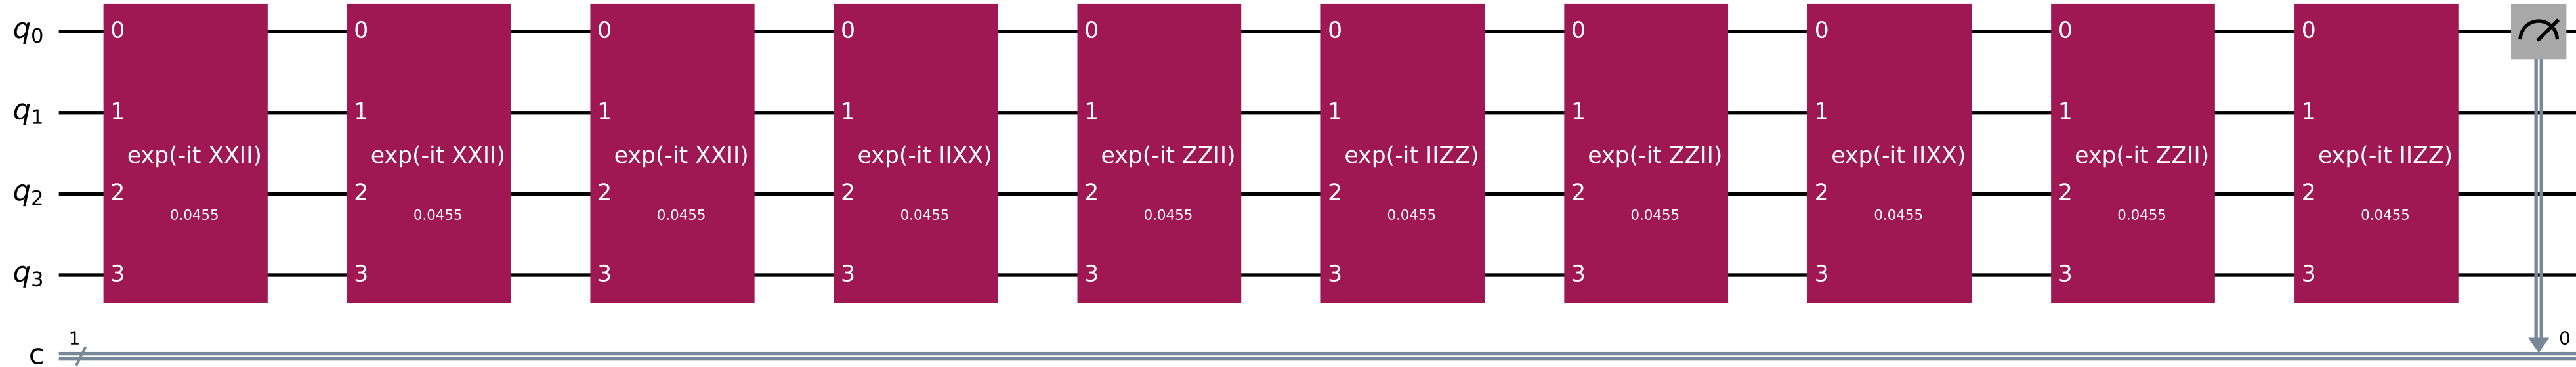 q0 0 0 0 0 0 0 0 0 0 0
q1 1 1 1 1 1 1 1 1 1 1
exp(-it XXII) exp(-it XXII) exp(-it XXII) exp(-it IIXX) exp(-it ZZII) exp(-it IIZZ) exp(-it ZZII) exp(-it IIXX) exp(-it ZZII) exp(-it IIZZ)
q2 2 2 2 2 2 2 2 2 2 2
0.0455 0.0455 0.0455 0.0455 0.0455 0.0455 0.0455 0.0455 0.0455 0.0455
q3 3 3 3 3 3 3 3 3 3 3
1 0
c